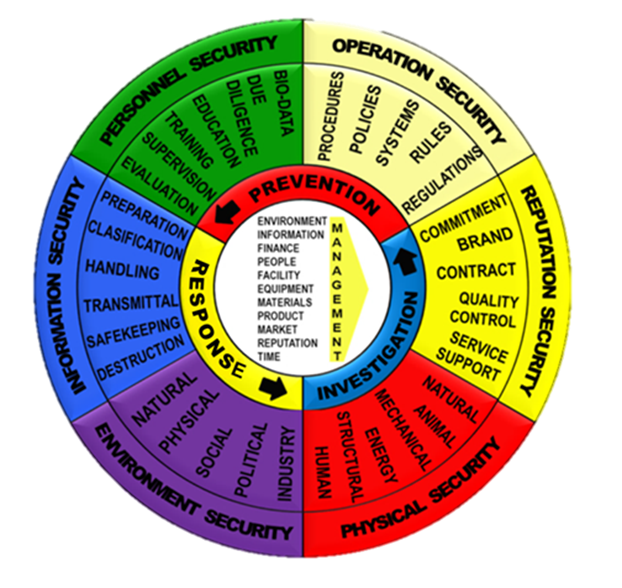 PERSONNEL SECURITY
BIO-DATA
DUE
DILIGENCE
EDUCATION
TRAINING
SUPERVISION
EVALUATION
OPERATION SECURITY
PROCEDURES
POLICIES
SYSTEMS
RULES
REGULATIONS
REPUTATION SECURITY
COMMITMENT
BRAND
CONTRACT
QUALITY
CONTROL
SERVICE
SUPPORT
PHYSICAL SECURITY
NATURAL
ANIMAL
MECHANICAL
ENERGY
STRUCTURAL
HUMAN
ENVIRONMENT SECURITY
NATURAL
PHYSICAL
SOCIAL
POLITICAL
INDUSTRY
INFORMATION SECURITY
PREPARATION
CLASIFICATION
HANDLING
TRANSMITTAL
SAFEKEEPING
DESTRUCTION
PREVENTION
RESPONSE
INVESTIGATION
ENVIRONMENT
INFORMATION
FINANCE
PEOPLE
FACILITY
EQUIPMENT
MATERIALS
PRODUCT
MARKET
REPUTATION
TIME
MANAGEMENT